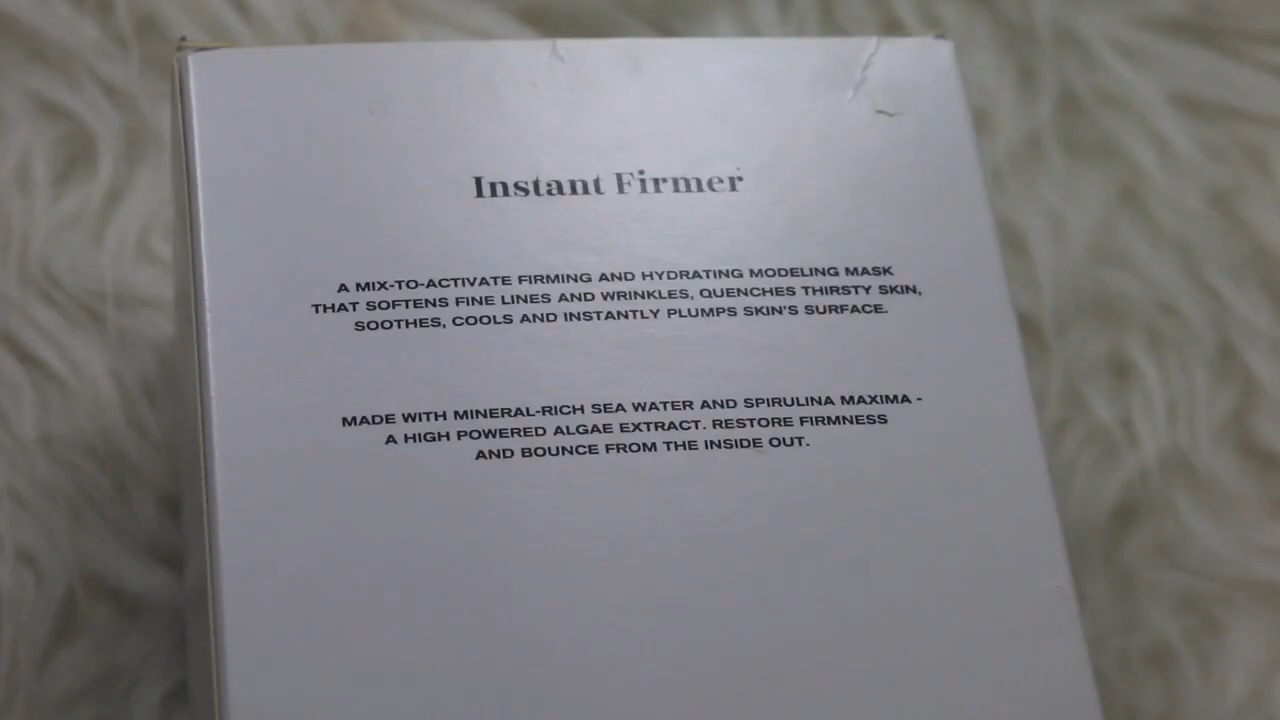 Instant Firmer
A MIX-TO-ACTIVATE FIRMING AND HYDRATING MODELING MASK
THAT SOFTENS FINE LINES AND WRINKLES, QUENCHES THIRSTY SKIN,
SOOTHES, COOLS AND INSTANTLY PLUMPS SKIN'S SURFACE.
MADE WITH MINERAL-RICH SEA WATER AND SPIRULINA MAXIMA -
A HIGH POWERED ALGAE EXTRACT. RESTORE FIRMNESS
AND BOUNCE FROM THE INSIDE OUT.